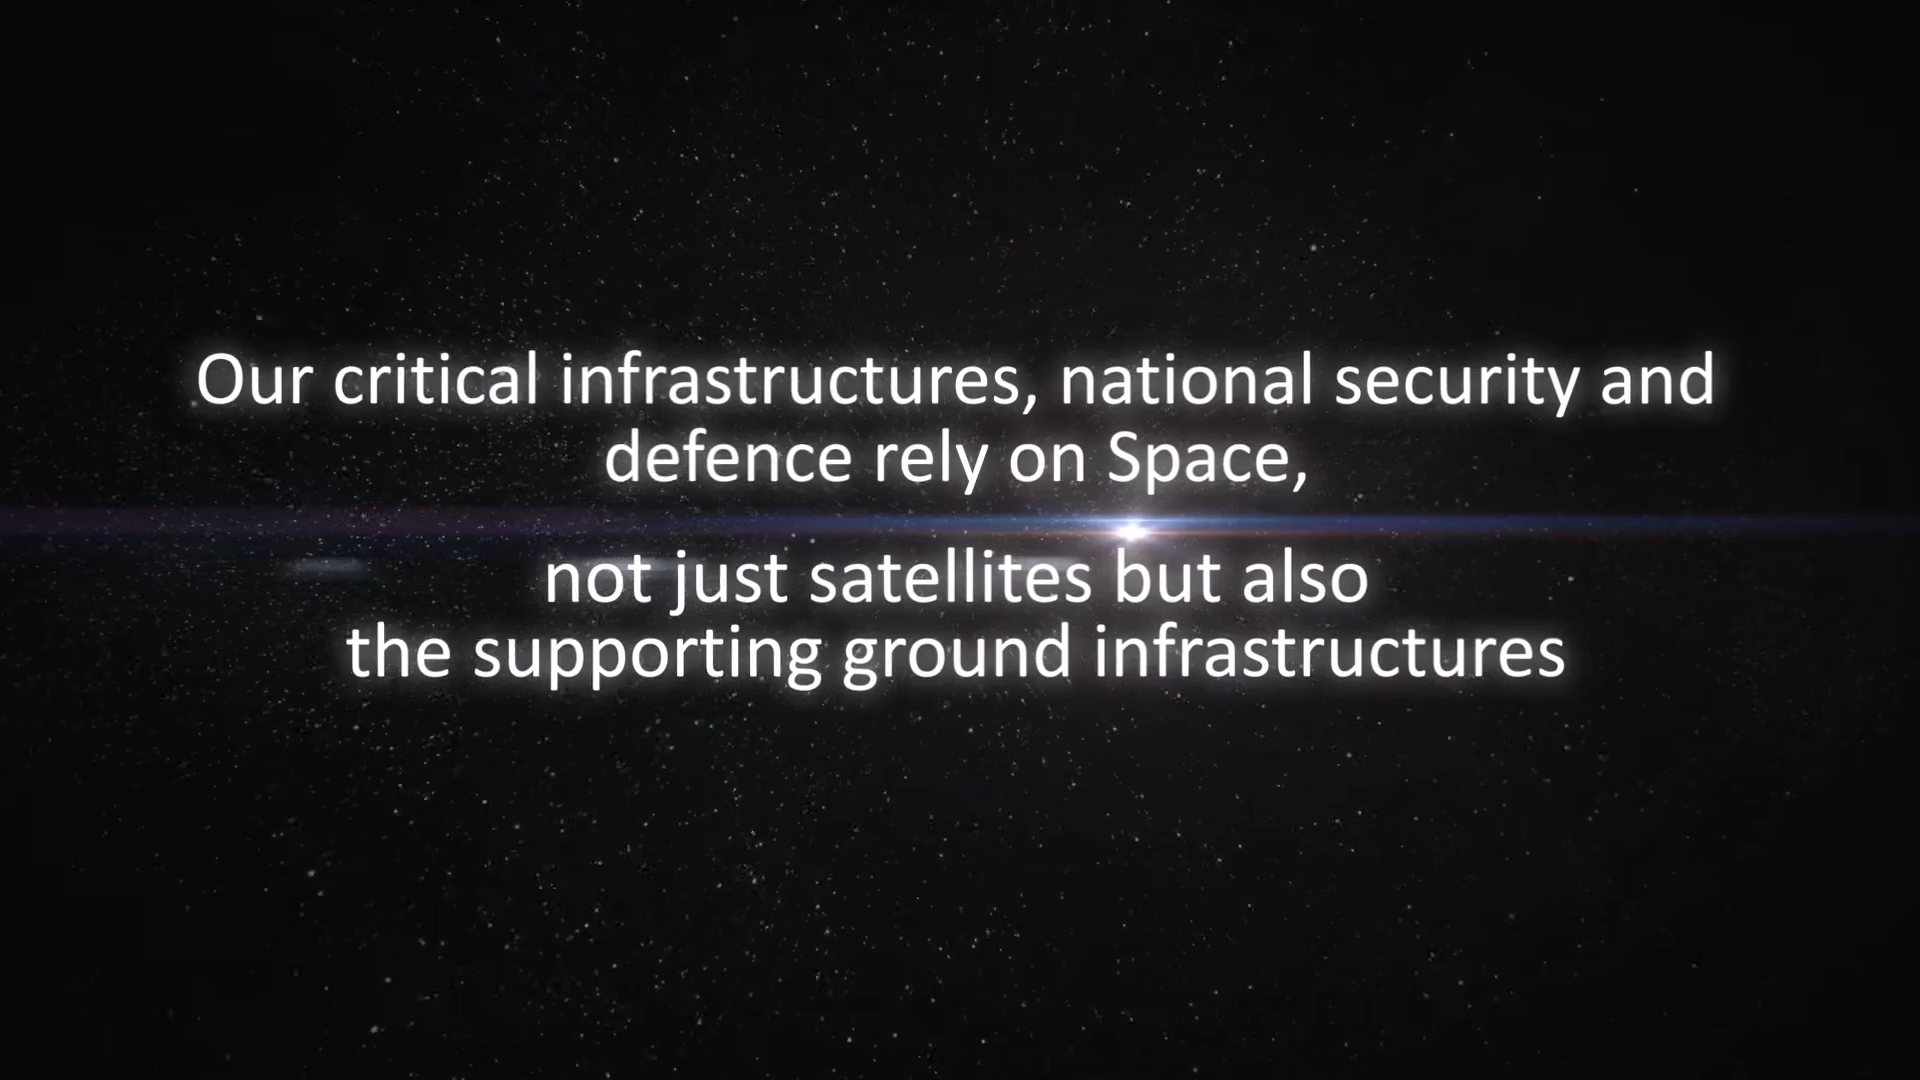 Our critical infrastructures, national security and
defence rely on Space,
not just satellites but also
the supporting ground infrastructures